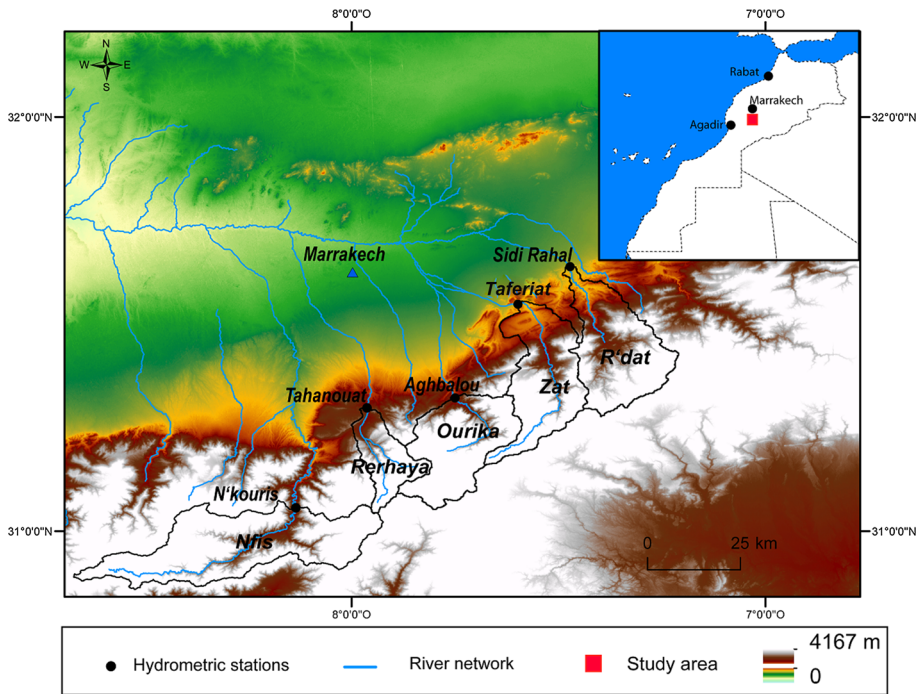 8°0'0"
7°0'0"
N
W E
S
32°0'0"N
32°0'0"N
Rabat
Marrakech
Agadir
Marrakech
Sidi Rahal
Taferiat
R'dat
Zat
Aghbalou
Tahanouat
Ourika
Rerhaya
N'kouris
Nfis
31°0'0"N
31°0'0"N
0 25 km
8°0'0"
7°0'0"
Hydrometric stations
River network
Study area
4167 m
0